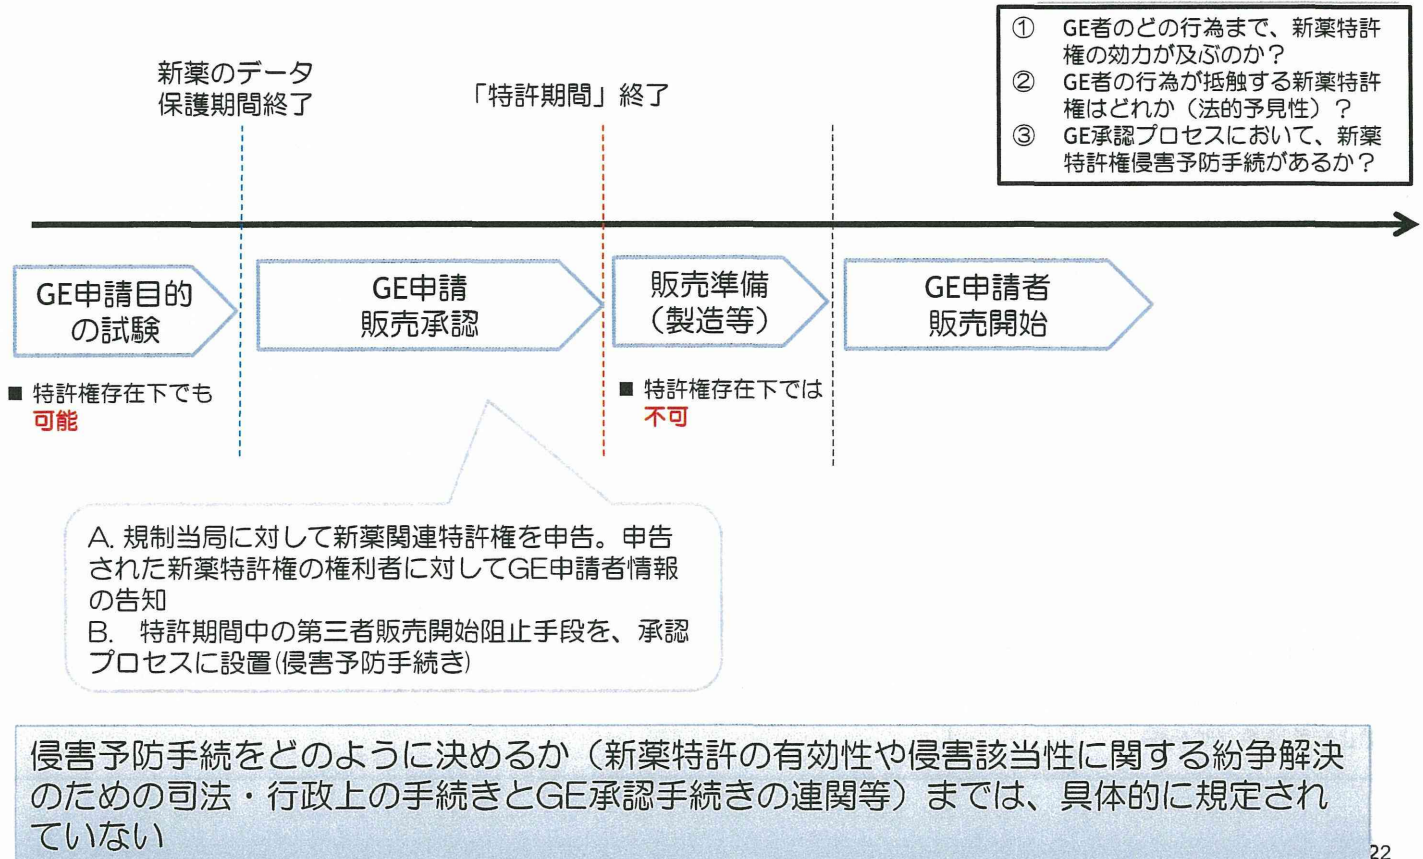 ① GE者のどの行為まで、新薬特許
権の効力が及ぶのか？
② GE者の行為が抵触する新薬特許
権はどれか（法的予見性）？
③ GE承認プロセスにおいて、新薬
特許権侵害予防手続があるか？
新薬のデータ
保護期間終了
「特許期間」終了
GE申請目的
の試験
GE申請
販売承認
販売準備
（製造等）
GE申請者
販売開始
■ 特許権存在下でも
可能
■ 特許権存在下では
不可
A. 規制当局に対して新薬関連特許権を申告。申告
された新薬特許権の権利者に対してGE申請者情報
の告知
B. 特許期間中の第三者販売開始阻止手段を、承認
プロセスに設置(侵害予防手続き)
侵害予防手続をどのように決めるか（新薬特許の有効性や侵害該当性に関する紛争解決
のための司法・行政上の手続きとGE承認手続きの連関等）までは、具体的に規定され
ていない
22